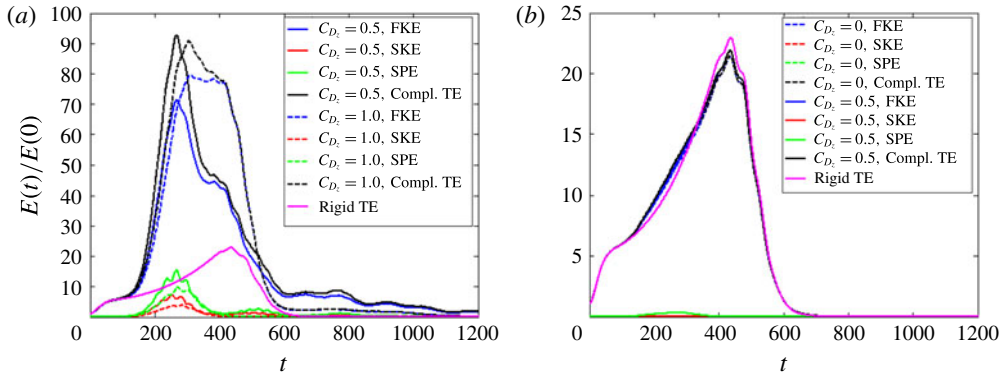 (a)
100
90
80
70
60
50
40
30
20
10
0
200
400
600
800
1000
1200
E(t)/E(0)
t
C_{D_z} = 0.5, FKE
C_{D_z} = 0.5, SKE
C_{D_z} = 0.5, SPE
C_{D_z} = 0.5, Compl. TE
C_{D_z} = 1.0, FKE
C_{D_z} = 1.0, SKE
C_{D_z} = 1.0, SPE
C_{D_z} = 1.0, Compl. TE
Rigid TE
(b)
25
20
15
10
5
0
200
400
600
800
1000
1200
t
C_{D_z} = 0, FKE
C_{D_z} = 0, SKE
C_{D_z} = 0, SPE
C_{D_z} = 0, Compl. TE
C_{D_z} = 0.5, FKE
C_{D_z} = 0.5, SKE
C_{D_z} = 0.5, SPE
C_{D_z} = 0.5, Compl. TE
Rigid TE